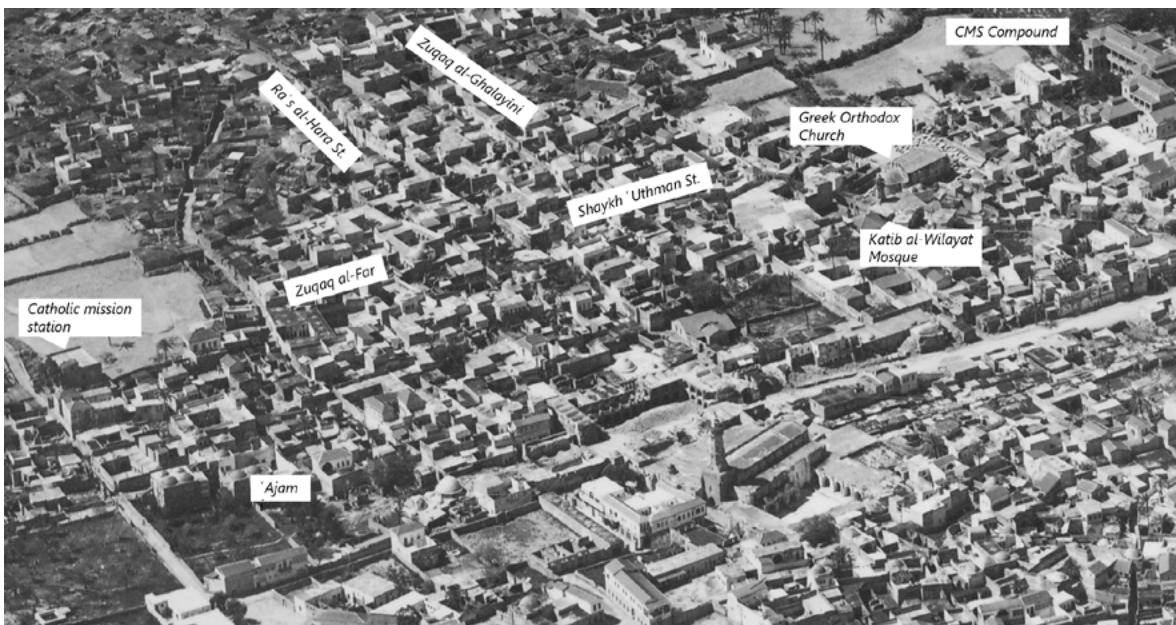 CMS Compound
Zuqaq al-Ghalayini
Ra's al-Hara St.
Greek Orthodox
Church
Shaykh 'Uthman St.
Katib al-Wilayat
Mosque
Zuqaq al-Far
Catholic mission
station
'Ajam